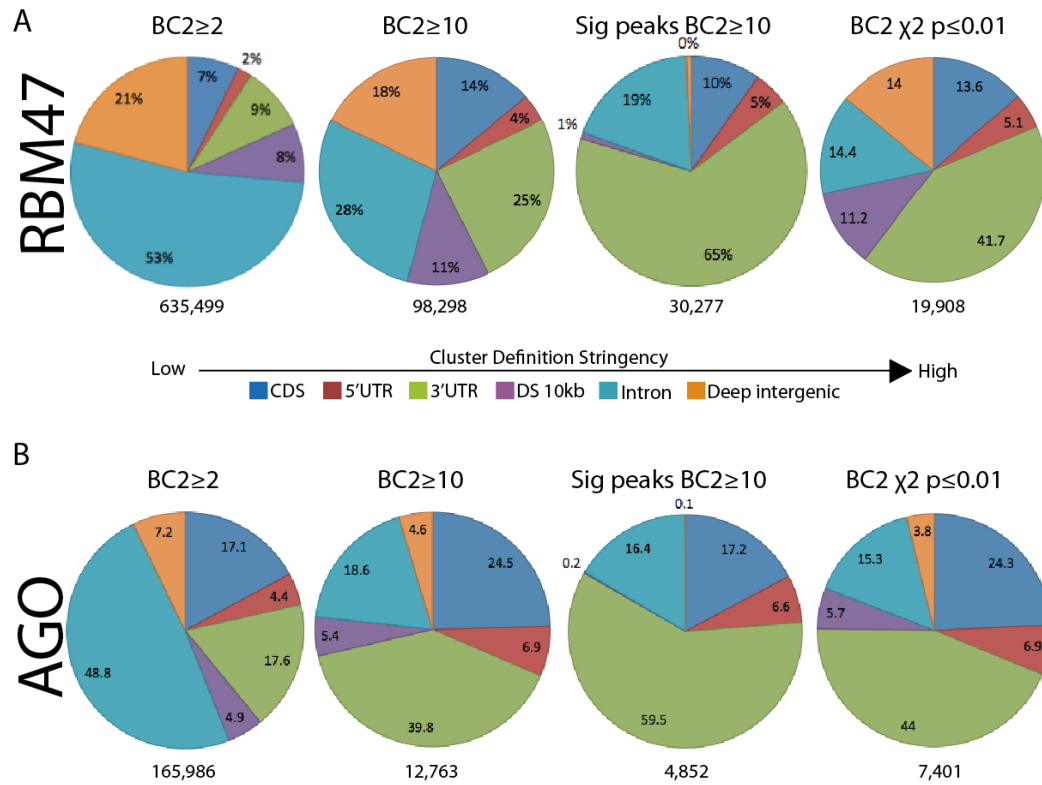 A
RBM47
BC2≥2
BC2≥10
Sig peaks BC2≥10
BC2 χ2 p≤0.01
7%
2%
9%
8%
53%
21%
635,499
14%
4%
25%
11%
28%
18%
98,298
0%
10%
5%
65%
1%
19%
30,277
13.6
5.1
41.7
11.2
14.4
14
19,908
Low
Cluster Definition Stringency
High
CDS
5’UTR
3’UTR
DS 10kb
Intron
Deep intergenic
B
AGO
BC2≥2
BC2≥10
Sig peaks BC2≥10
BC2 χ2 p≤0.01
17.1
4.4
17.6
4.9
48.8
7.2
165,986
24.5
6.9
39.8
5.4
18.6
4.6
12,763
0.1
17.2
6.6
59.5
0.2
16.4
4,852
24.3
6.9
44
5.7
15.3
3.8
7,401